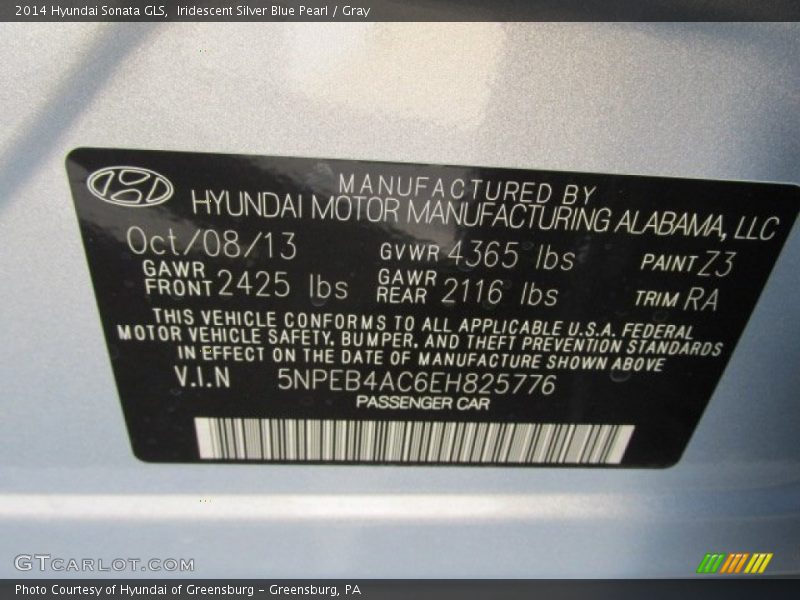 2014 Hyundai Sonata GLS, Iridescent Silver Blue Pearl / Gray
MANUFACTURED BY
HYUNDAI MOTOR MANUFACTURING ALABAMA, LLC
Oct/08/13 GVWR 4365 lbs PAINT Z3
GAWR FRONT 2425 lbs GAWR REAR 2116 lbs TRIM RA
THIS VEHICLE CONFORMS TO ALL APPLICABLE U.S.A. FEDERAL
MOTOR VEHICLE SAFETY, BUMPER, AND THEFT PREVENTION STANDARDS
IN EFFECT ON THE DATE OF MANUFACTURE SHOWN ABOVE
V.I.N 5NPEB4AC6EH825776
PASSENGER CAR
GTCARLOT.COM
Photo Courtesy of Hyundai of Greensburg - Greensburg, PA